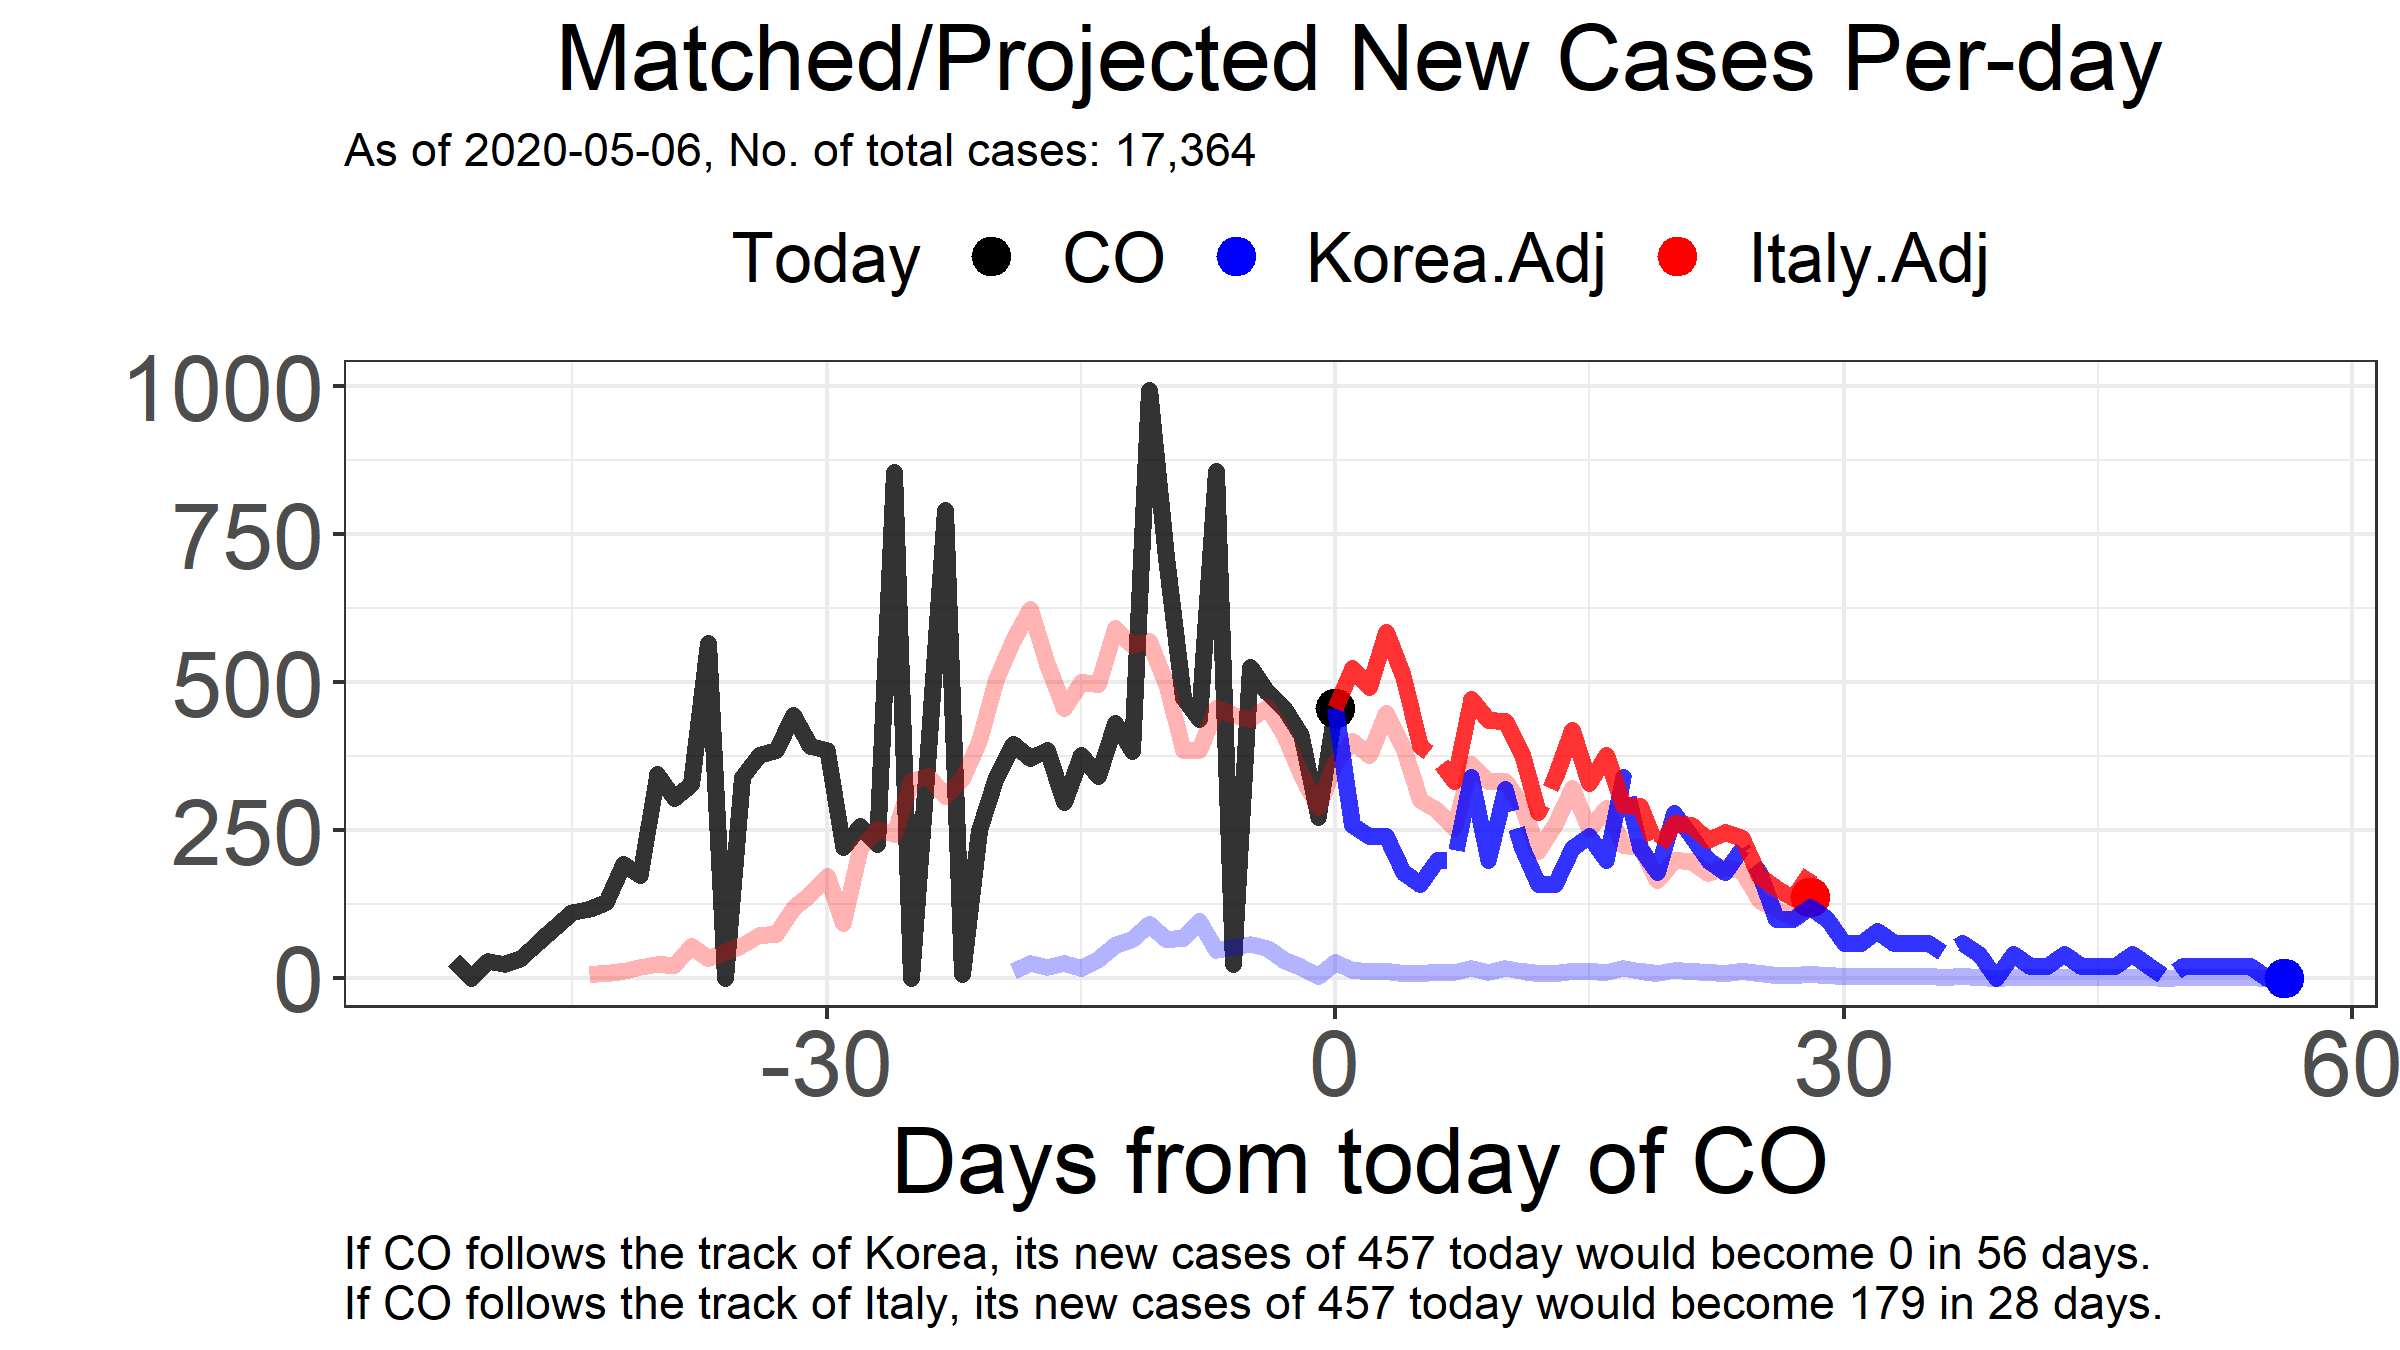 Matched/Projected New Cases Per-day
As of 2020-05-06, No. of total cases: 17,364
Today CO Korea.Adj Italy.Adj
1000
750
500
250
0
-30 0 30 60
Days from today of CO
If CO follows the track of Korea, its new cases of 457 today would become 0 in 56 days.
If CO follows the track of Italy, its new cases of 457 today would become 179 in 28 days.